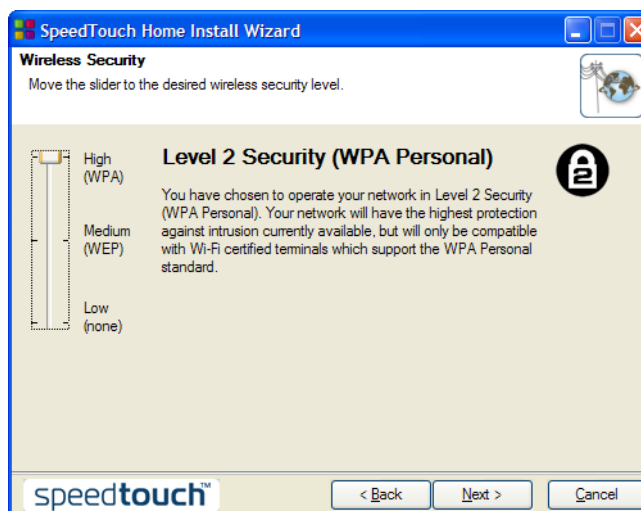 SpeedTouch Home Install Wizard
Wireless Security
Move the slider to the desired wireless security level.
High
(WPA)
Medium
(WEP)
Low
(none)
Level 2 Security (WPA Personal)
2
You have chosen to operate your network in Level 2 Security
(WPA Personal). Your network will have the highest protection
against intrusion currently available, but will only be compatible
with Wi-Fi certified terminals which support the WPA Personal
standard.
speedtouch™
< Back
Next >
Cancel